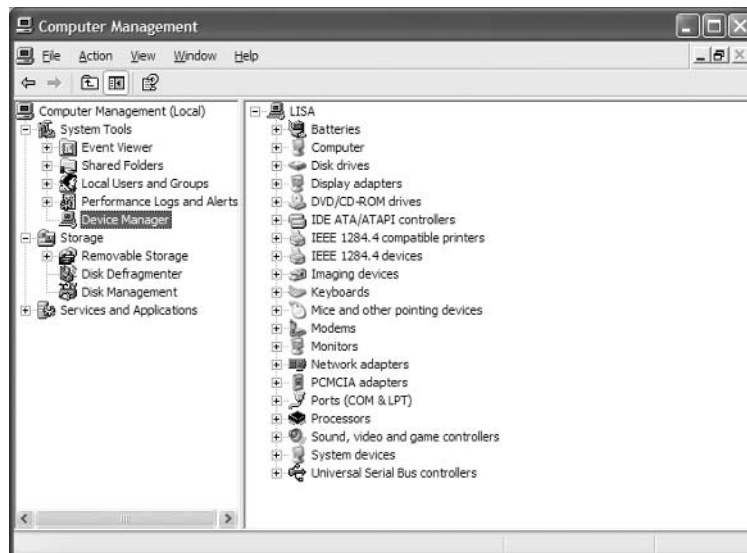 Computer Management
File Action View Window Help
Computer Management (Local)
System Tools
Event Viewer
Shared Folders
Local Users and Groups
Performance Logs and Alerts
Device Manager
Storage
Removable Storage
Disk Defragmenter
Disk Management
Services and Applications
LISA
Batteries
Computer
Disk drives
Display adapters
DVD/CD-ROM drives
IDE ATA/ATAPI controllers
IEEE 1284.4 compatible printers
IEEE 1284.4 devices
Imaging devices
Keyboards
Mice and other pointing devices
Modems
Monitors
Network adapters
PCMCIA adapters
Ports (COM & LPT)
Processors
Sound, video and game controllers
System devices
Universal Serial Bus controllers